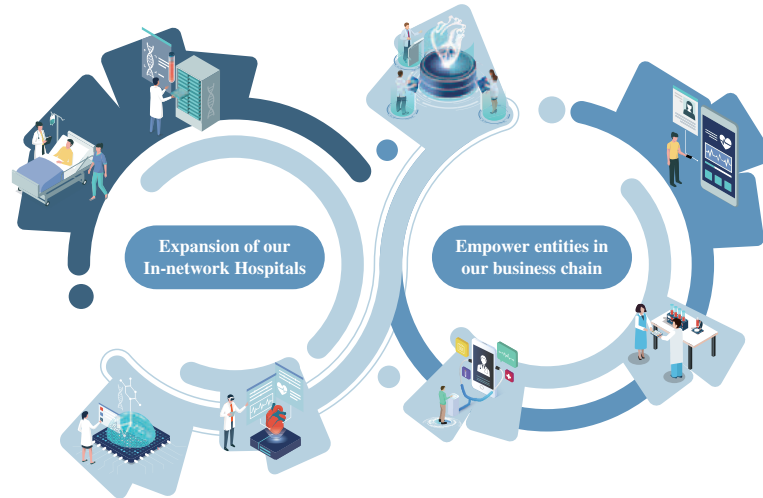 Expansion of our
In-network Hospitals
Empower entities in
our business chain